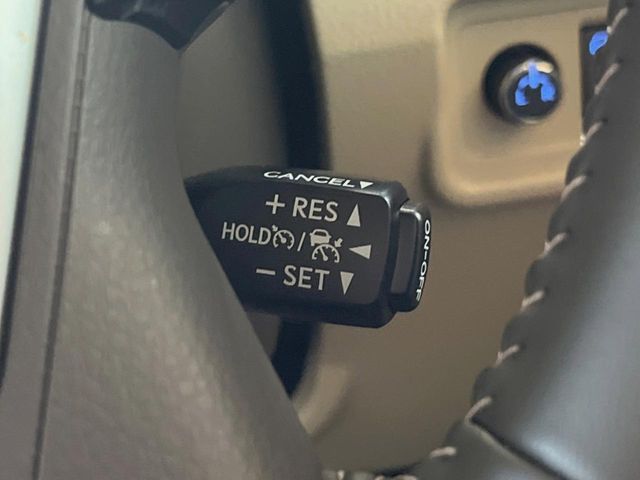 CANCEL▼
+ RES ▲
HOLD / ◀
− SET ▼
ON-OFF